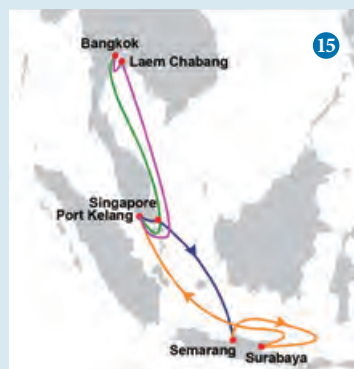 Bangkok
Laem Chabang
15
Singapore
Port Kelang
Semarang
Surabaya